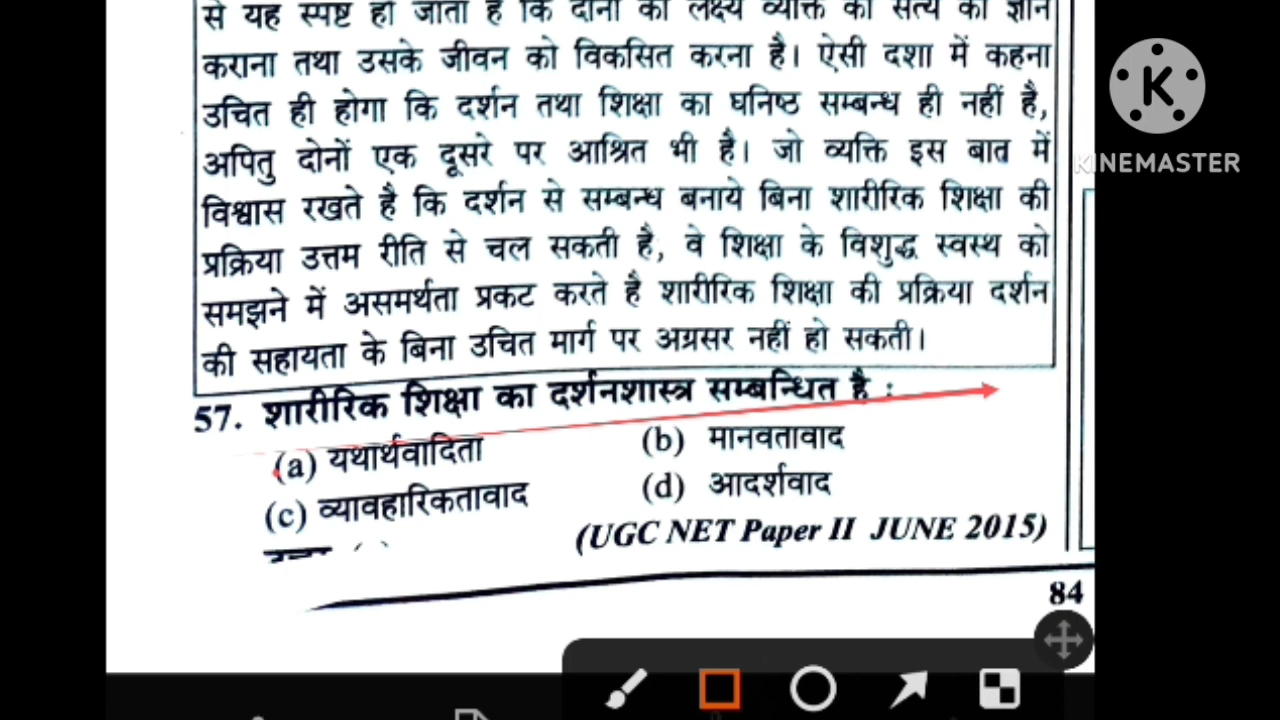 से यह स्पष्ट हो जाता है कि दोनों का लक्ष्य व्यक्ति को सत्य का ज्ञान
कराना तथा उसके जीवन को विकसित करना है। ऐसी दशा में कहना
उचित ही होगा कि दर्शन तथा शिक्षा का घनिष्ठ सम्बन्ध ही नहीं है,
अपितु दोनों एक दूसरे पर आश्रित भी है। जो व्यक्ति इस बात में
विश्वास रखते है कि दर्शन से सम्बन्ध बनाये बिना शारीरिक शिक्षा की
प्रक्रिया उत्तम रीति से चल सकती है, वे शिक्षा के विशुद्ध स्वस्थ को
समझने में असमर्थता प्रकट करते है शारीरिक शिक्षा की प्रक्रिया दर्शन
की सहायता के बिना उचित मार्ग पर अग्रसर नहीं हो सकती।
57. शारीरिक शिक्षा का दर्शनशास्त्र सम्बन्धित है :
(a) यथार्थवादिता (b) मानवतावाद
(c) व्यावहारिकतावाद (d) आदर्शवाद
(UGC NET Paper II JUNE 2015)
84
K
KINEMASTER